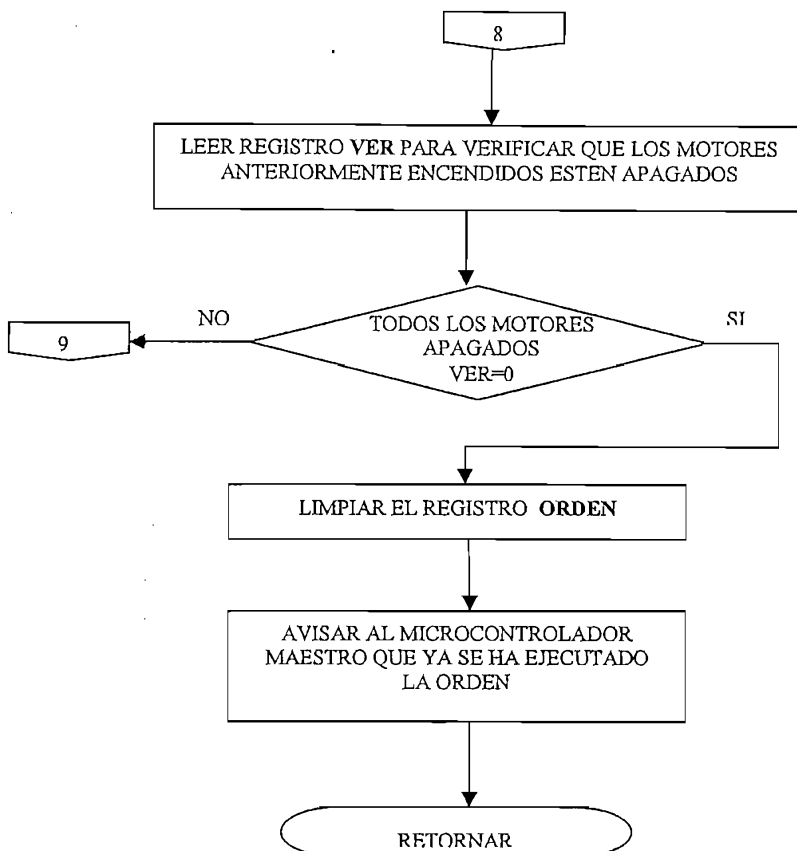 8
LEER REGISTRO VER PARA VERIFICAR QUE LOS MOTORES
ANTERIORMENTE ENCENDIDOS ESTEN APAGADOS
NO
TODOS LOS MOTORES
APAGADOS
VER=0
SI
9
LIMPIAR EL REGISTRO ORDEN
AVISAR AL MICROCONTROLADOR
MAESTRO QUE YA SE HA EJECUTADO
LA ORDEN
RETORNAR